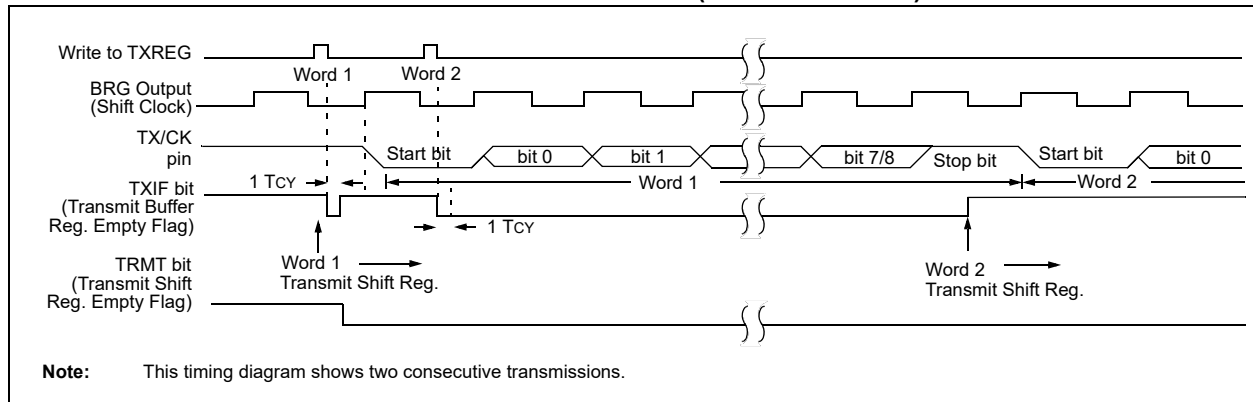 Write to TXREG
Word 1
Word 2
BRG Output
(Shift Clock)
TX/CK
pin
Start bit
bit 0
bit 1
bit 7/8
Stop bit
Start bit
bit 0
Word 1
Word 2
1 TCY
TXIF bit
(Transmit Buffer
Reg. Empty Flag)
1 TCY
TRMT bit
(Transmit Shift
Reg. Empty Flag)
Word 1
Transmit Shift Reg.
Word 2
Transmit Shift Reg.
Note: This timing diagram shows two consecutive transmissions.